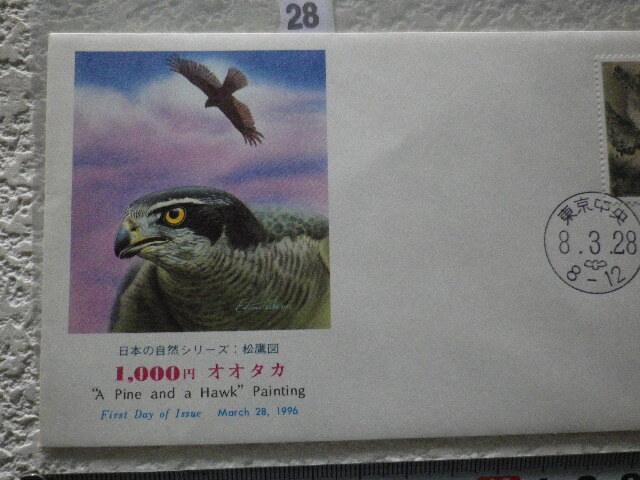 28
日本の自然シリーズ：松鷹図
1,000円 オオタカ
"A Pine and a Hawk" Painting
First Day of Issue March 28, 1996
東京中央
8.3.28
8-12